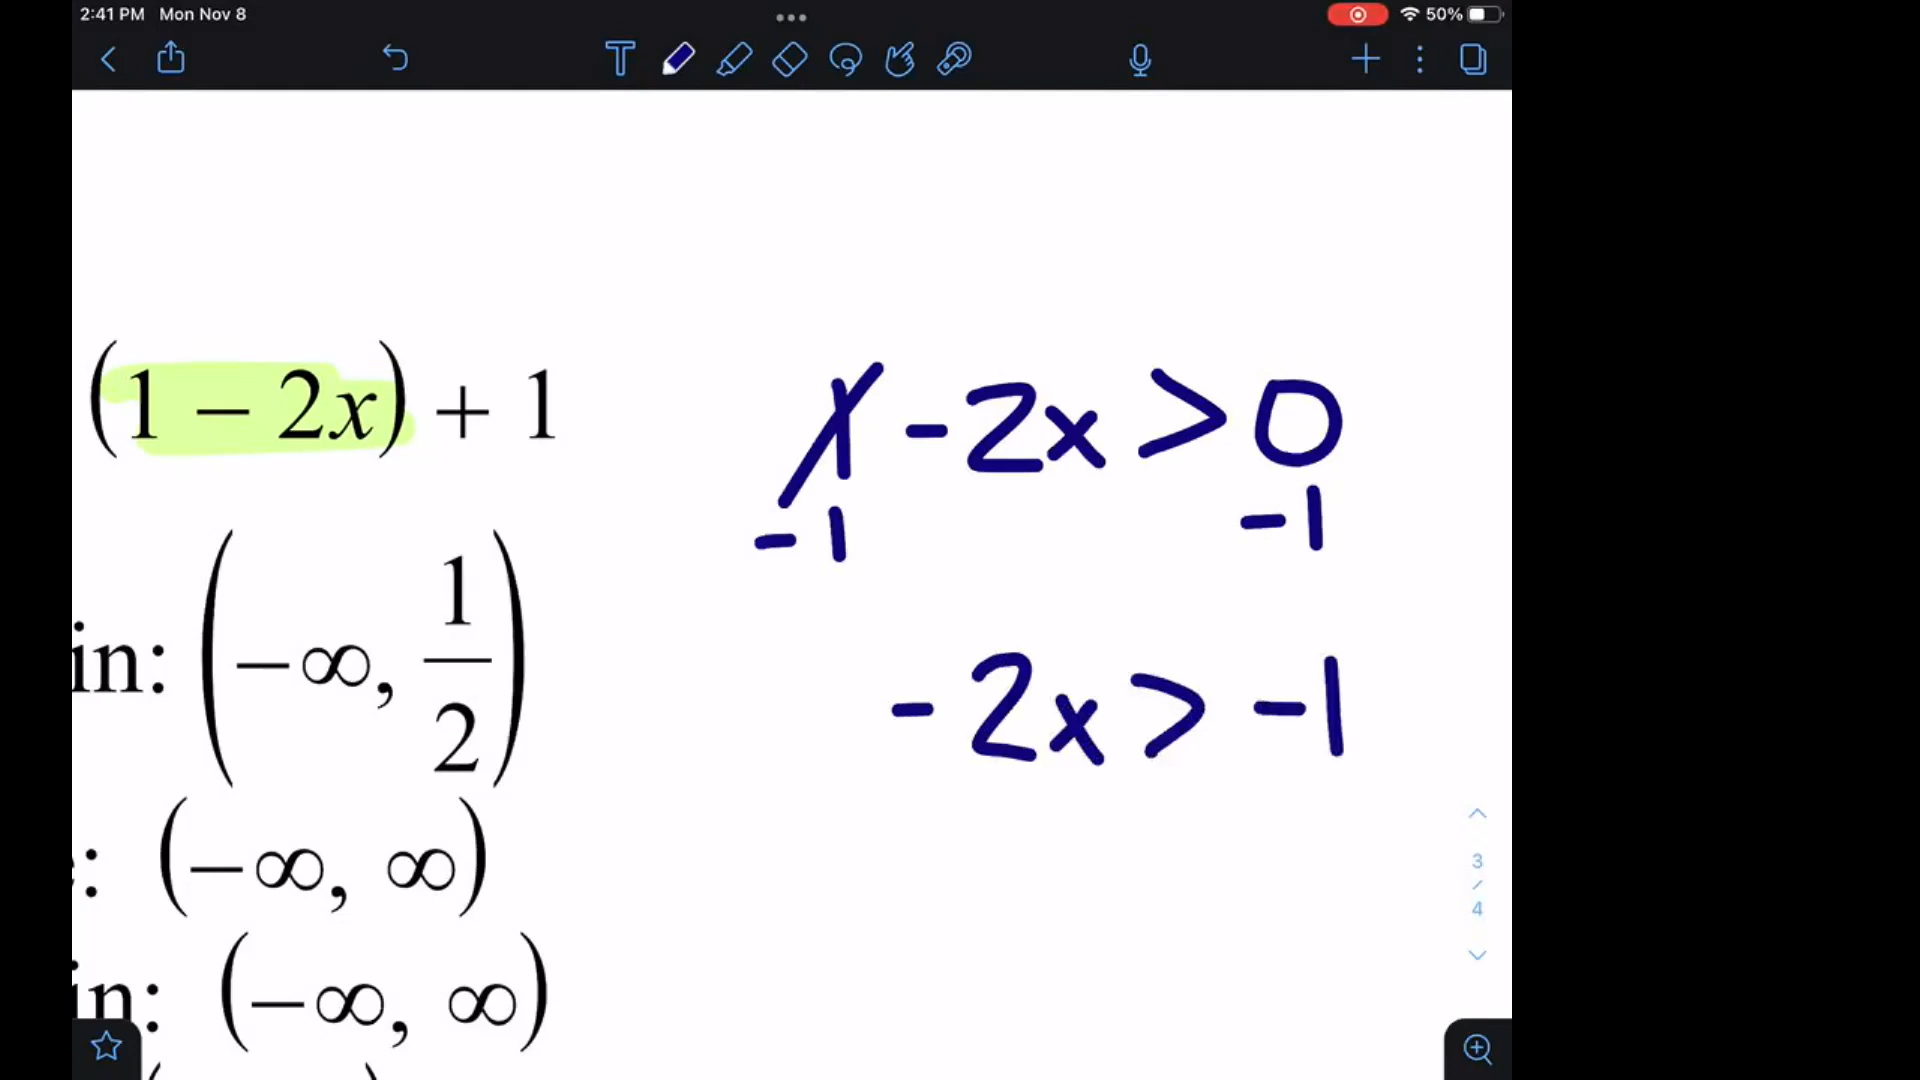 2:41 PM Mon Nov 8
50%
T
(1 − 2x) + 1
1 - 2x > 0
-1 -1
in: (−∞, 1/2)
- 2x > -1
: (−∞, ∞)
in: (−∞, ∞)
3
/
4